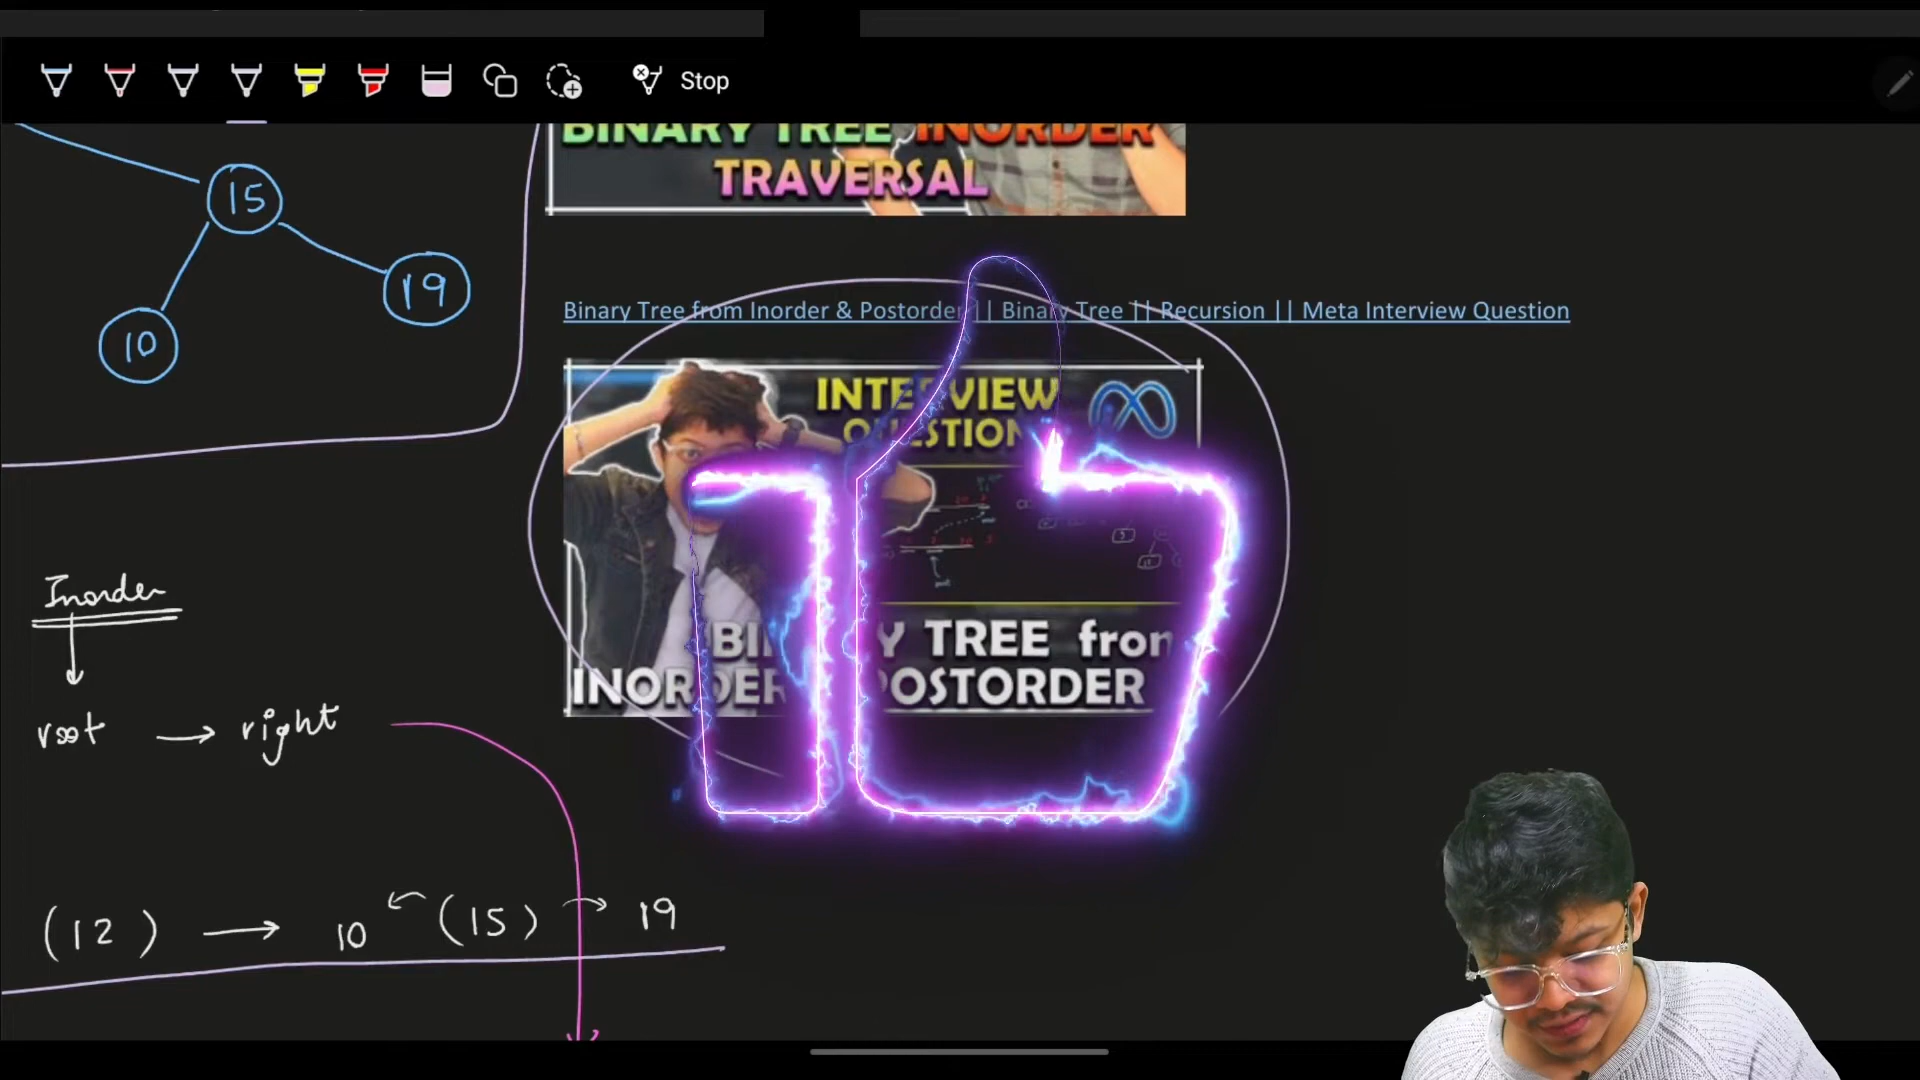 Stop
BINARY TREE INORDER
TRAVERSAL
15
19
10
Binary Tree from Inorder & Postorder || Binary Tree || Recursion || Meta Interview Question
INTERVIEW
QUESTION
TREE from
INORDER POSTORDER
Inorder
root → right
(12) → 10 ← (15) → 19